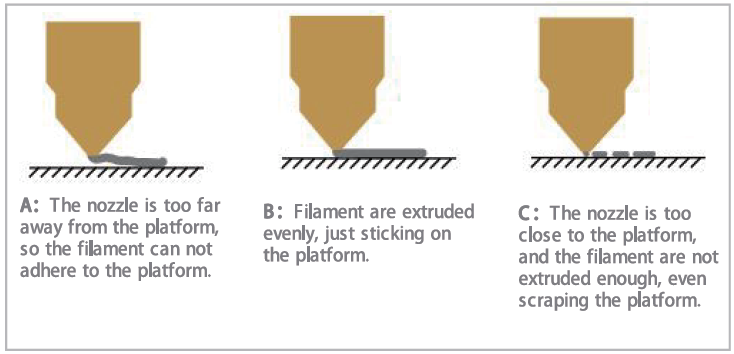 A: The nozzle is too far
away from the platform,
so the filament can not
adhere to the platform.
B: Filament are extruded
evenly, just sticking on
the platform.
C: The nozzle is too
close to the platform,
and the filament are not
extruded enough, even
scraping the platform.